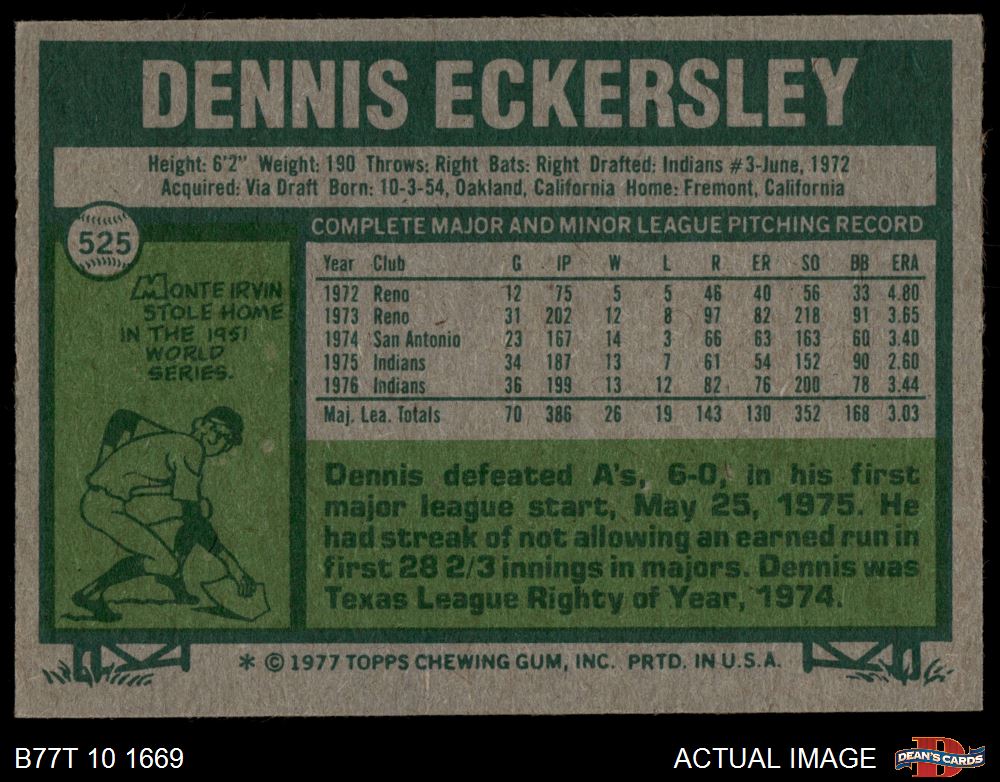 DENNIS ECKERSLEY
Height: 6'2" Weight: 190 Throws: Right Bats: Right Drafted: Indians #3-June, 1972
Acquired: Via Draft Born: 10-3-54, Oakland, California Home: Fremont, California
525
MONTE IRVIN
STOLE HOME
IN THE 1951
WORLD
SERIES.
COMPLETE MAJOR AND MINOR LEAGUE PITCHING RECORD
Year Club G IP W L R ER SO BB ERA
1972 Reno 12 75 5 5 46 40 56 33 4.80
1973 Reno 31 202 12 8 97 82 218 91 3.65
1974 San Antonio 23 167 14 3 66 63 163 60 3.40
1975 Indians 34 187 13 7 61 54 152 90 2.60
1976 Indians 36 199 13 12 82 76 200 78 3.44
Maj. Lea. Totals 70 386 26 19 143 130 352 168 3.03
Dennis defeated A's, 6-0, in his first
major league start, May 25, 1975. He
had streak of not allowing an earned run in
first 28 2/3 innings in majors. Dennis was
Texas League Righty of Year, 1974.
* © 1977 TOPPS CHEWING GUM, INC. PRTD. IN U.S.A.
B77T 10 1669
ACTUAL IMAGE
D
DEAN'S CARDS